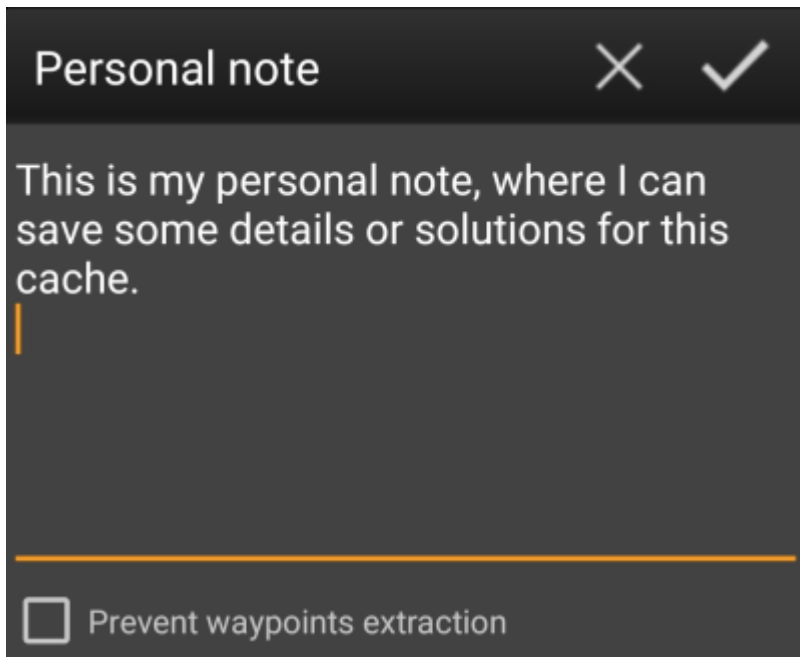 Personal note
This is my personal note, where I can
save some details or solutions for this
cache.
Prevent waypoints extraction